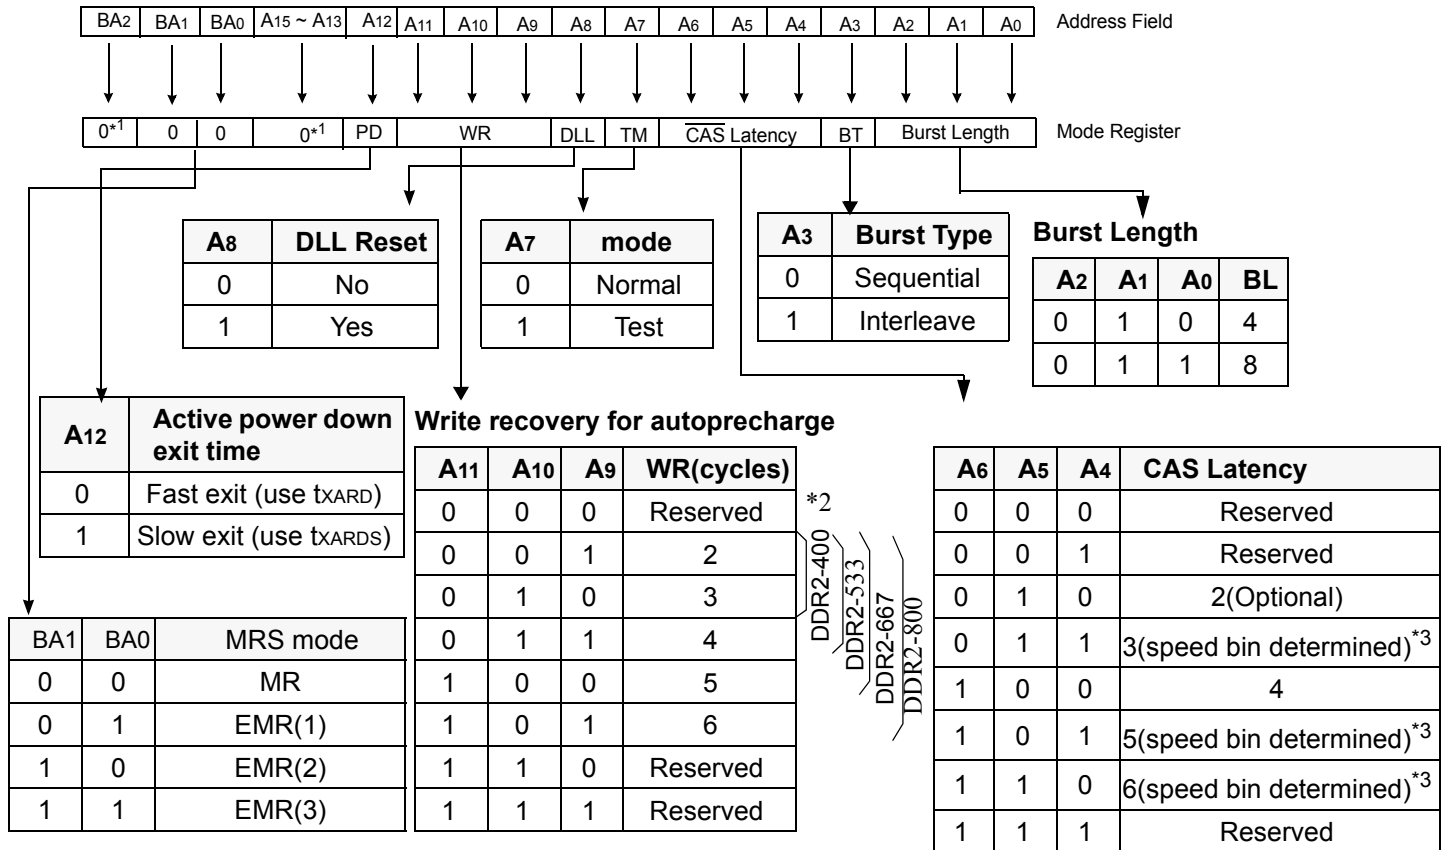 BA2 BA1 BA0 A15 ~ A13 A12 A11 A10 A9 A8 A7 A6 A5 A4 A3 A2 A1 A0 Address Field
0*1 0 0 0*1 PD WR DLL TM CAS Latency BT Burst Length Mode Register
A8 DLL Reset
0 No
1 Yes
A7 mode
0 Normal
1 Test
A3 Burst Type
0 Sequential
1 Interleave
Burst Length
A2 A1 A0 BL
0 1 0 4
0 1 1 8
A12 Active power down
exit time
0 Fast exit (use tXARD)
1 Slow exit (use tXARDS)
BA1 BA0 MRS mode
0 0 MR
0 1 EMR(1)
1 0 EMR(2)
1 1 EMR(3)
Write recovery for autoprecharge
A11 A10 A9 WR(cycles)
0 0 0 Reserved
0 0 1 2
0 1 0 3
0 1 1 4
1 0 0 5
1 0 1 6
1 1 0 Reserved
1 1 1 Reserved
*2
DDR2-400
DDR2-533
DDR2-667
DDR2-800
A6 A5 A4 CAS Latency
0 0 0 Reserved
0 0 1 Reserved
0 1 0 2(Optional)
0 1 1 3(speed bin determined)*3
1 0 0 4
1 0 1 5(speed bin determined)*3
1 1 0 6(speed bin determined)*3
1 1 1 Reserved